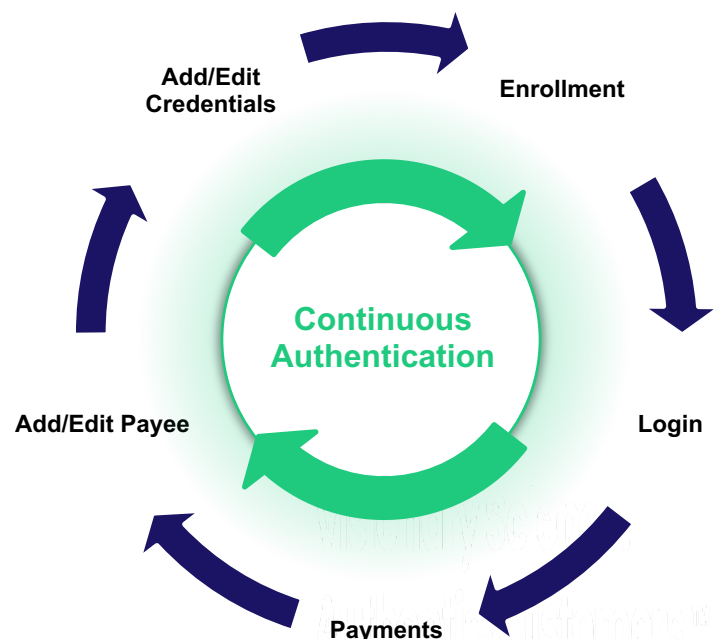 Add/Edit
Credentials
Enrollment
Continuous
Authentication
Add/Edit Payee
Login
Payments